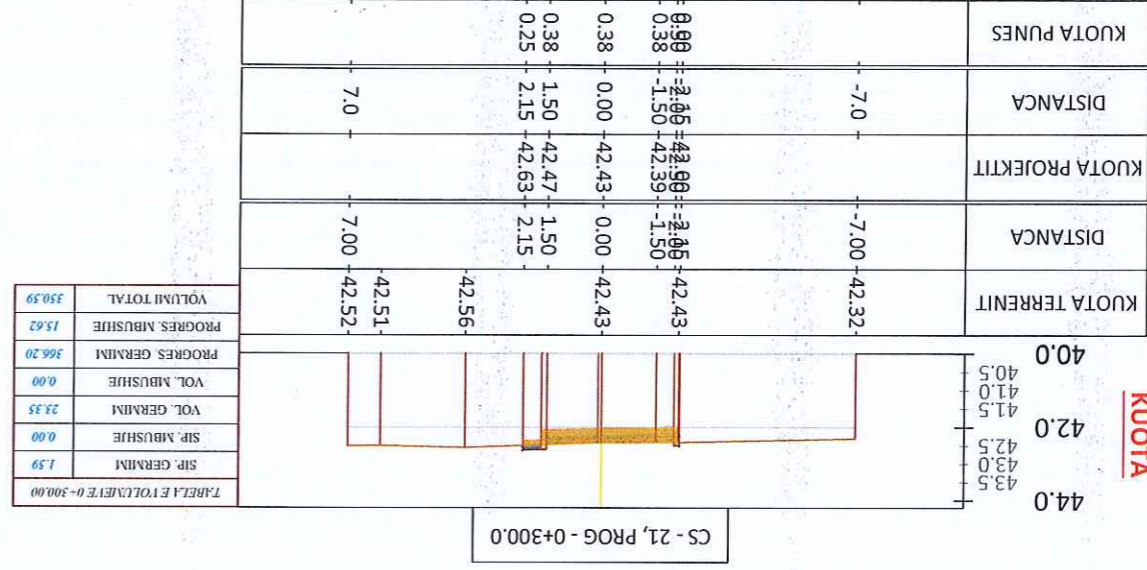 CS - 21, PROG - 0+300.0
KUOTA
44.0
43.5
43.0
42.5
42.0
41.5
41.0
40.5
40.0
TABELA E VOLUMEVE 0+300.00
SIP. GERMIM 1.59
SIP. MBUSHJE 0.00
VOL. GERMIM 23.35
VOL. MBUSHJE 0.00
PROGRES. GERMIM 366.20
PROGRES. MBUSHJE 15.62
VOLUMI TOTAL 350.59
KUOTA TERRENIT 42.32 42.43 42.43 42.56 42.51 42.52
DISTANCA -7.00 -1.50 0.00 1.50 2.15 7.00
KUOTA PROJEKTIT 42.39 42.43 42.47 42.63
DISTANCA -7.0 -1.50 0.00 1.50 2.15 7.0
KUOTA PUNES 0.38 0.38 0.38 0.25